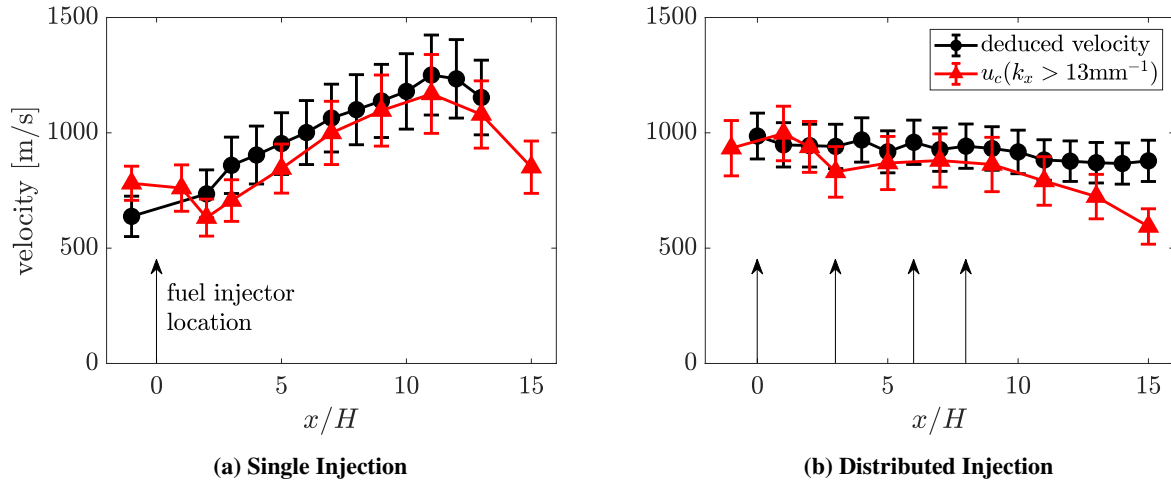 1500
1000
500
0
velocity [m/s]
0
5
10
15
x/H
fuel injector
location
(a) Single Injection
1500
1000
500
0
0
5
10
15
x/H
deduced velocity
u_c(k_x > 13mm⁻¹)
(b) Distributed Injection